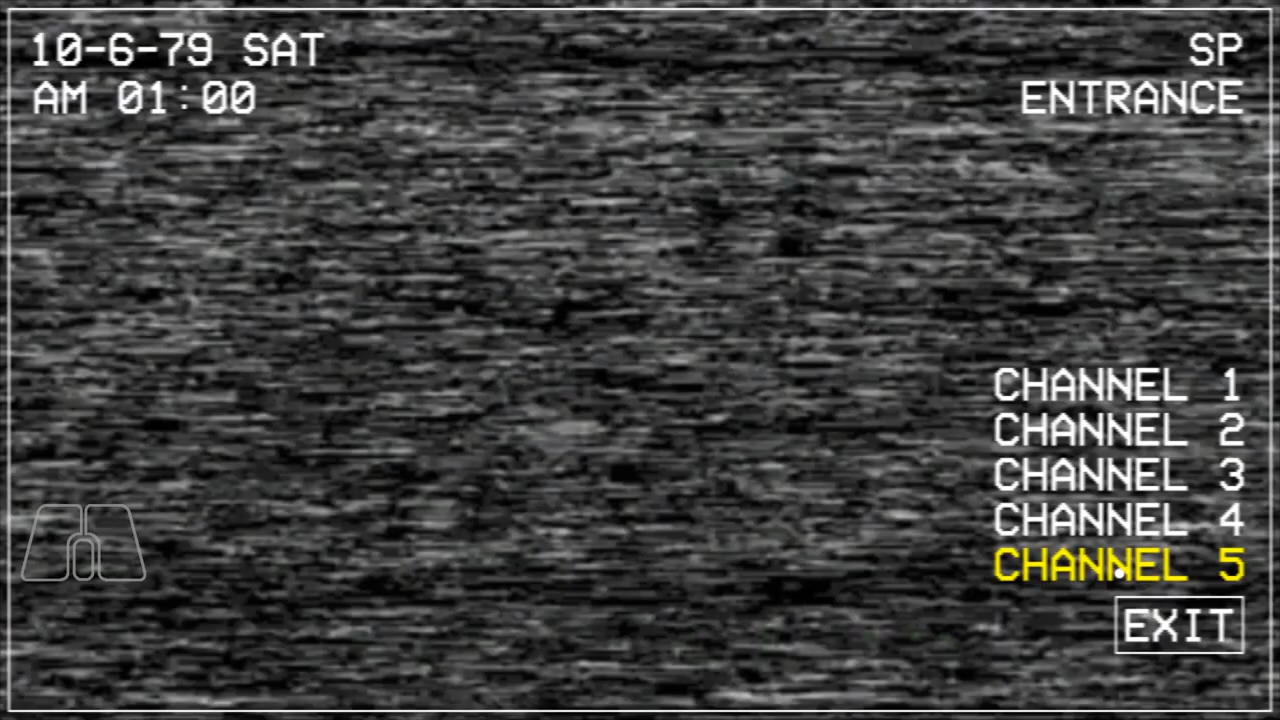 10-6-79 SAT
AM 01:00
SP
ENTRANCE
CHANNEL 1
CHANNEL 2
CHANNEL 3
CHANNEL 4
CHANNEL 5
EXIT